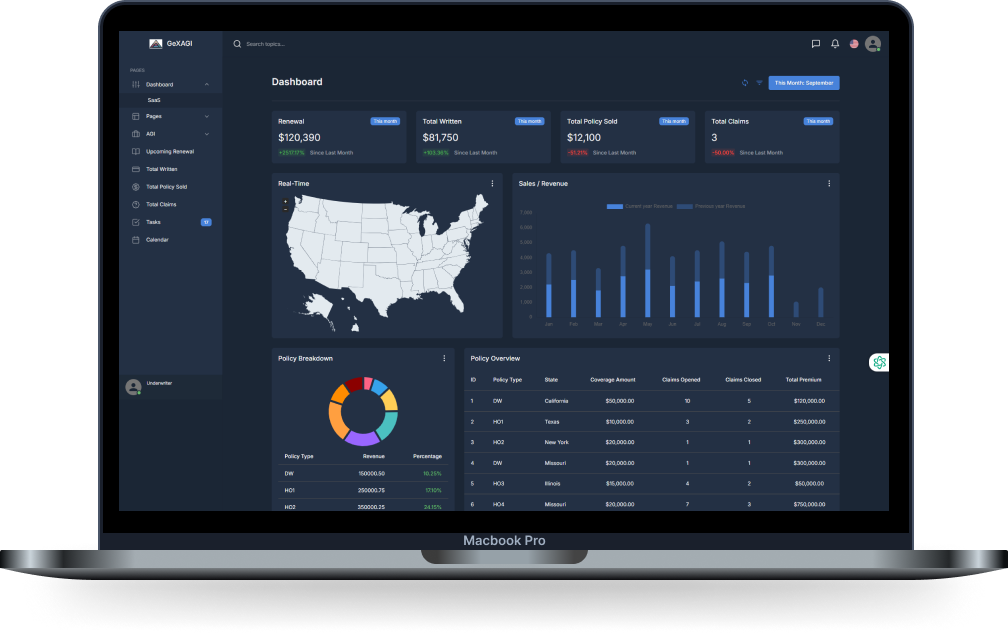 GeXAGI
Search topics...
PAGES
Dashboard
SaaS
Pages
AGI
Upcoming Renewal
Total Written
Total Policy Sold
Total Claims
Tasks 17
Calendar
Underwriter
Dashboard
This Month: September
Renewal This month
$120,390
Since Last Month
Total Written This month
$81,750
+103.36% Since Last Month
Total Policy Sold This month
$12,100
-51.21% Since Last Month
Total Claims This month
3
-50.00% Since Last Month
Real-Time
+
-
Sales / Revenue
Current year Revenue Previous year Revenue
7,000
6,000
5,000
4,000
3,000
2,000
1,000
0
Jan Feb Mar Apr May Jun Jul Aug Sep Oct Nov Dec
Policy Breakdown
Policy Type Revenue Percentage
DW 150000.50 10.25%
HO1 250000.75 17.10%
HO2 350000.25 24.15%
Policy Overview
ID Policy Type State Coverage Amount Claims Opened Claims Closed Total Premium
1 DW California $50,000.00 10 5 $120,000.00
2 HO1 Texas $10,000.00 3 2 $250,000.00
3 HO2 New York $20,000.00 1 1 $300,000.00
4 DW Missouri $20,000.00 1 1 $300,000.00
5 HO3 Illinois $15,000.00 4 2 $50,000.00
6 HO4 Missouri $20,000.00 7 3 $750,000.00
Macbook Pro